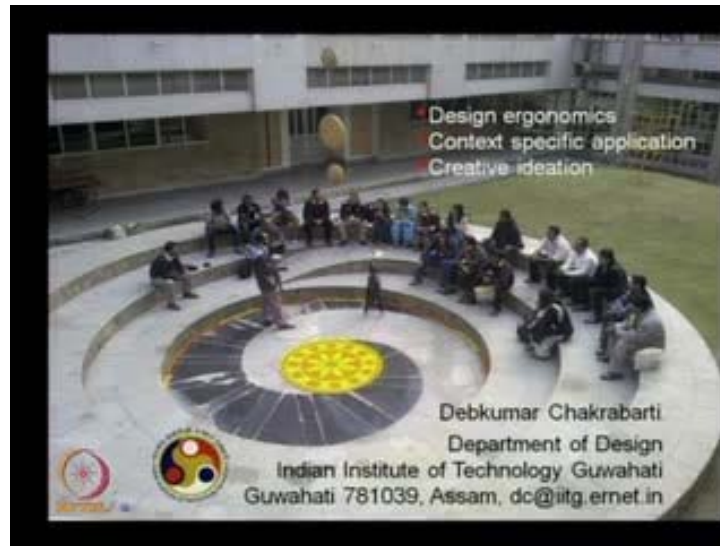 Design ergonomics
Context specific application
Creative ideation
Debkumar Chakrabarti
Department of Design
Indian Institute of Technology Guwahati
Guwahati 781039, Assam, dc@iitg.ernet.in